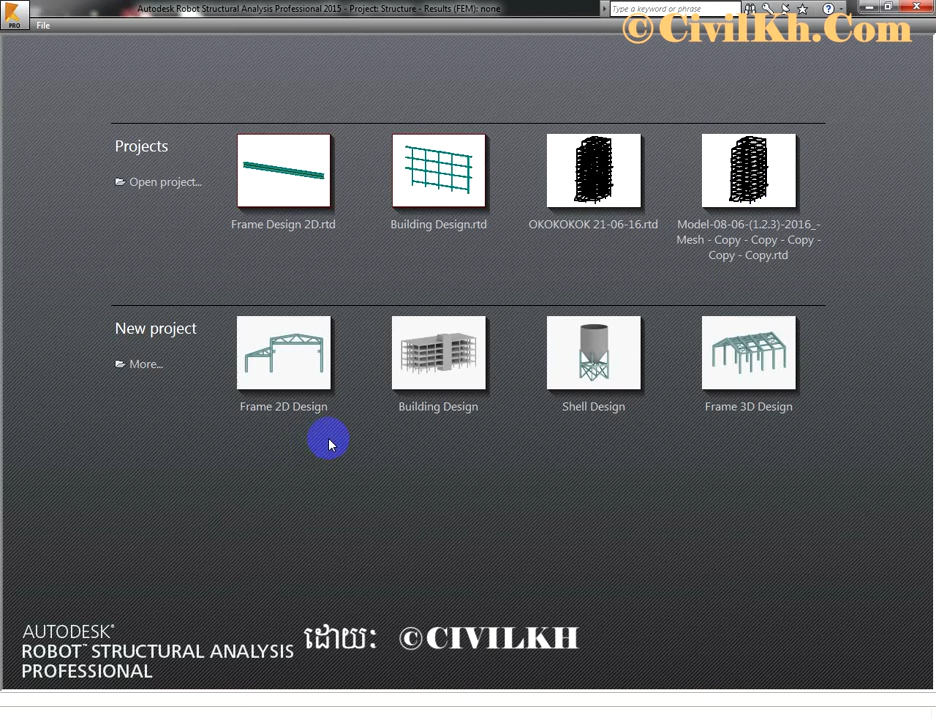 Autodesk Robot Structural Analysis Professional 2015 - Project: Structure - Results (FEM): none
Type a keyword or phrase
PRO
File
© CivilKh.Com
Projects
Open project...
Frame Design 2D.rtd
Building Design.rtd
OKOKOKOK 21-06-16.rtd
Model-08-06-(1.2.3)-2016_-
Mesh - Copy - Copy - Copy -
Copy - Copy.rtd
New project
More...
Frame 2D Design
Building Design
Shell Design
Frame 3D Design
AUTODESK®
ROBOT™ STRUCTURAL ANALYSIS
PROFESSIONAL
ដោយ: ©CIVILKH